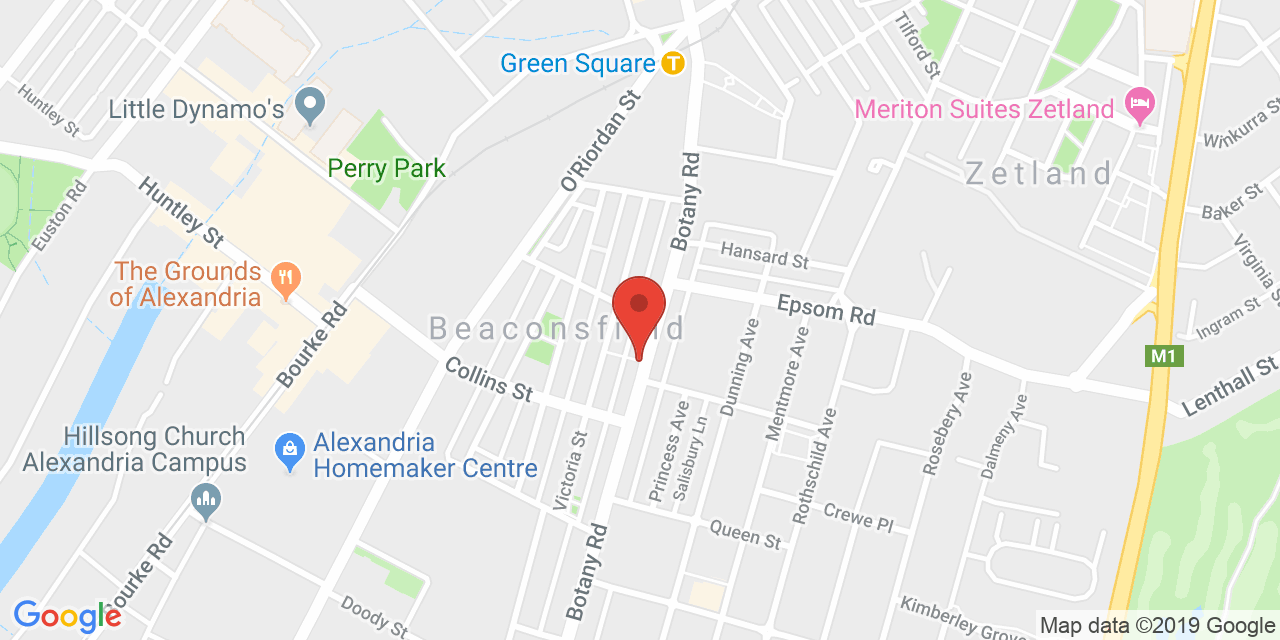 Tilford St
Green Square
T
Huntley St
Little Dynamo's
Meriton Suites Zetland
Winkurra S
O'Riordan St
Perry Park
Botany Rd
Zetland
Euston Rd
Huntley St
Baker St
Hansard St
Virginia S
The Grounds
of Alexandria
Epsom Rd
Ingram St
Bourke Rd
Beaconsfield
M1
Collins St
Dunning Ave
Mentmore Ave
Lenthall St
Rosebery Ave
Dalmeny Ave
Hillsong Church
Alexandria Campus
Alexandria
Homemaker Centre
Victoria St
Princess Ave
Salisbury Ln
Rothschild Ave
Crewe Pl
Queen St
Botany Rd
ourke Rd
Doody St
Kimberley Grove
Google
Map data ©2019 Google